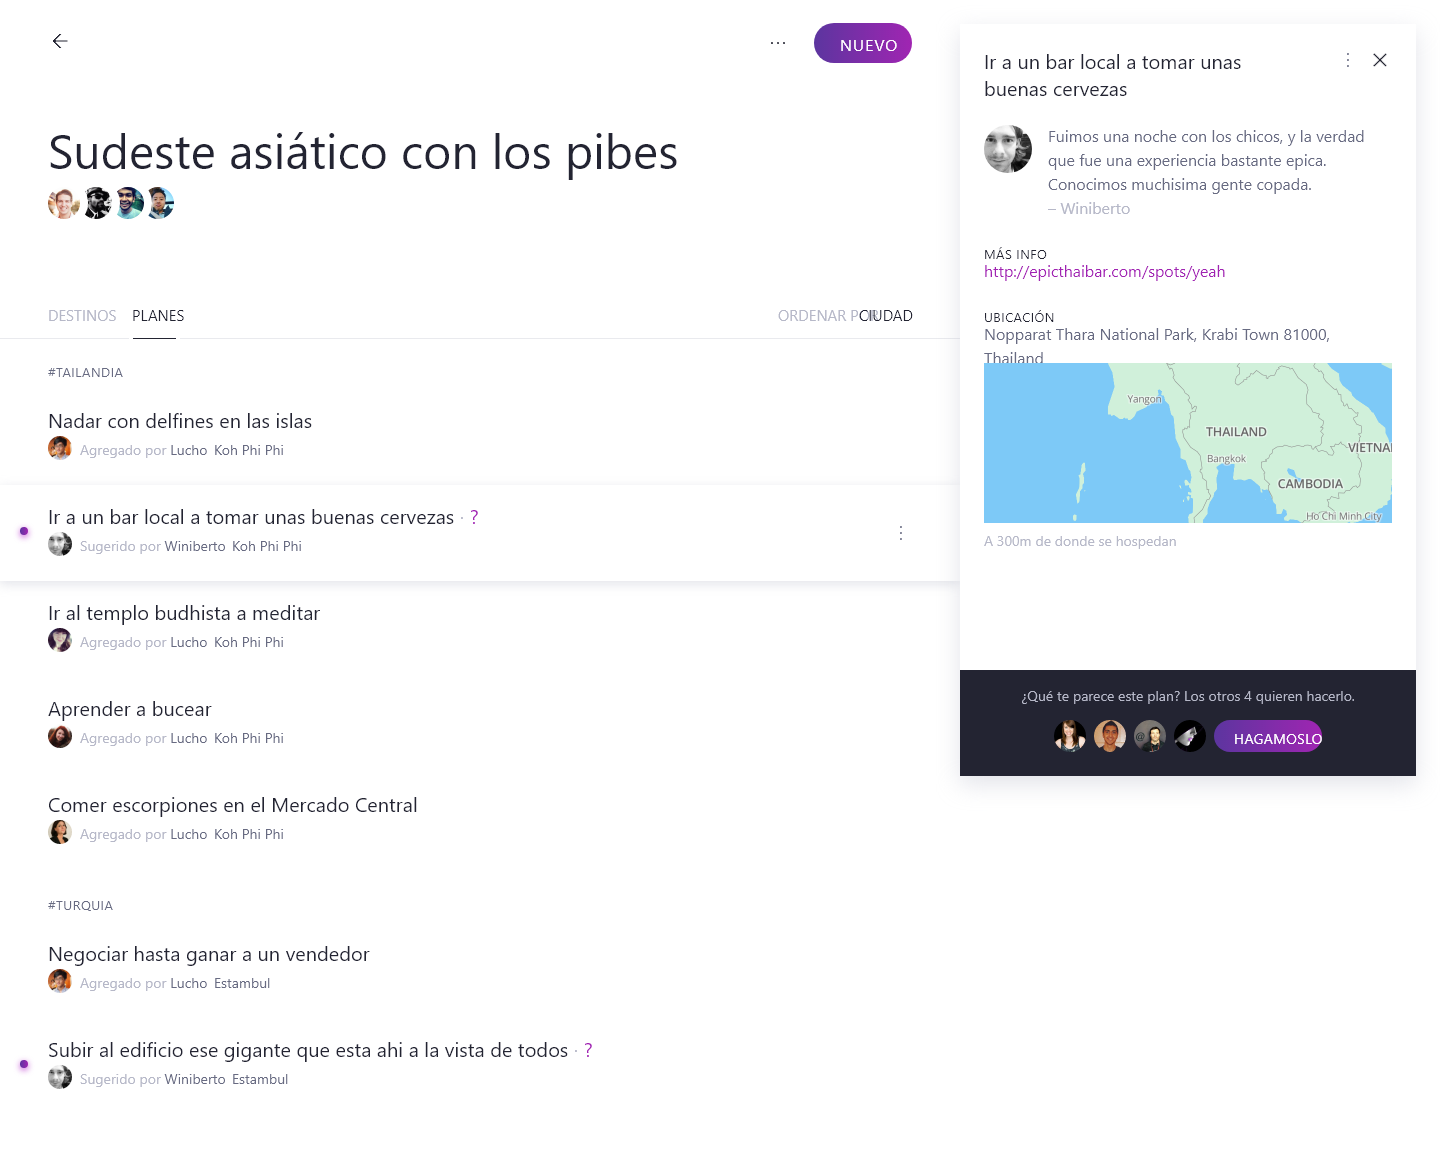 NUEVO
Sudeste asiático con los pibes
DESTINOS PLANES
ORDENAR POR CIUDAD
#TAILANDIA
Nadar con delfines en las islas
Agregado por Lucho Koh Phi Phi
Ir a un bar local a tomar unas buenas cervezas · ?
Sugerido por Winiberto Koh Phi Phi
Ir al templo budhista a meditar
Agregado por Lucho Koh Phi Phi
Aprender a bucear
Agregado por Lucho Koh Phi Phi
Comer escorpiones en el Mercado Central
Agregado por Lucho Koh Phi Phi
#TURQUIA
Negociar hasta ganar a un vendedor
Agregado por Lucho Estambul
Subir al edificio ese gigante que esta ahi a la vista de todos · ?
Sugerido por Winiberto Estambul
Ir a un bar local a tomar unas
buenas cervezas
Fuimos una noche con los chicos, y la verdad
que fue una experiencia bastante epica.
Conocimos muchisima gente copada.
– Winiberto
MÁS INFO
http://epicthaibar.com/spots/yeah
UBICACIÓN
Nopparat Thara National Park, Krabi Town 81000,
Thailand
Yangon
THAILAND
VIETNA
Bangkok
CAMBODIA
Ho Chi Minh City
A 300m de donde se hospedan
¿Qué te parece este plan? Los otros 4 quieren hacerlo.
@
HAGAMOSLO